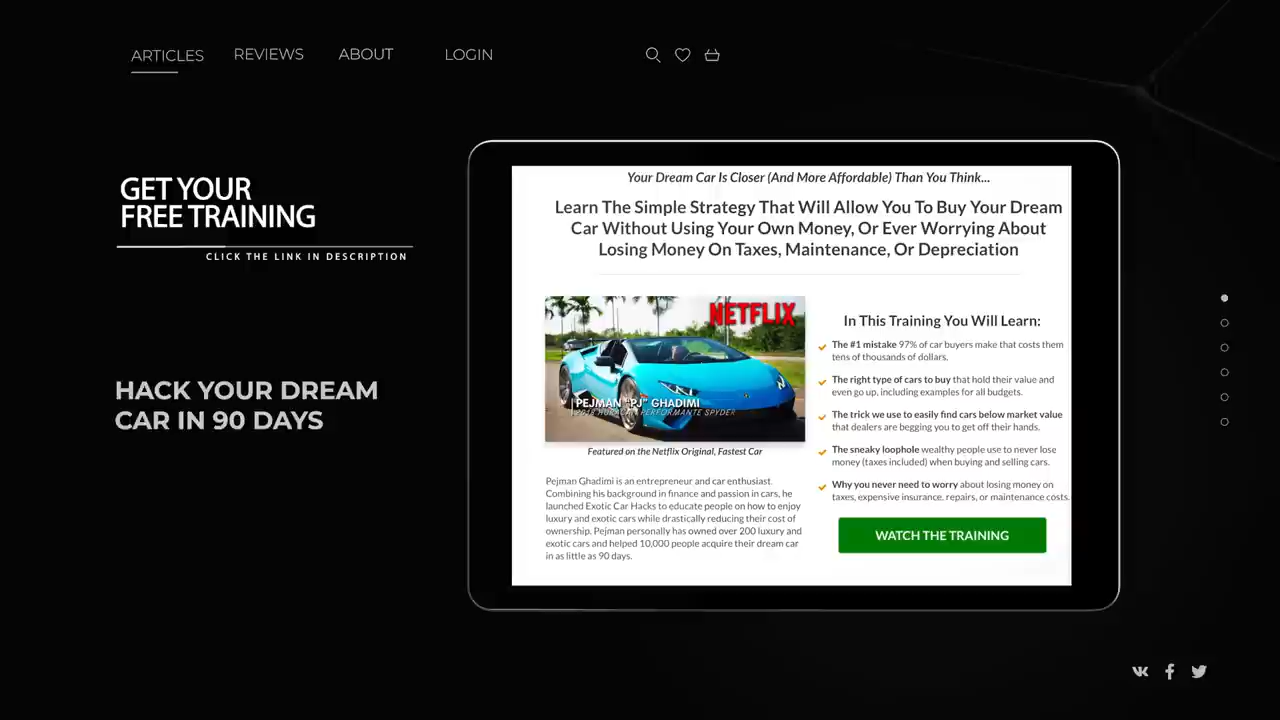 ARTICLES REVIEWS ABOUT LOGIN
GET YOUR
FREE TRAINING
CLICK THE LINK IN DESCRIPTION
HACK YOUR DREAM
CAR IN 90 DAYS
Your Dream Car Is Closer (And More Affordable) Than You Think...
Learn The Simple Strategy That Will Allow You To Buy Your Dream
Car Without Using Your Own Money, Or Ever Worrying About
Losing Money On Taxes, Maintenance, Or Depreciation
NETFLIX
PEJMAN "PJ" GHADIMI
2018 HURACAN PERFORMANTE SPYDER
Featured on the Netflix Original, Fastest Car
Pejman Ghadimi is an entrepreneur and car enthusiast.
Combining his background in finance and passion in cars, he
launched Exotic Car Hacks to educate people on how to enjoy
luxury and exotic cars while drastically reducing their cost of
ownership. Pejman personally has owned over 200 luxury and
exotic cars and helped 10,000 people acquire their dream car
in as little as 90 days.
In This Training You Will Learn:
The #1 mistake 97% of car buyers make that costs them
tens of thousands of dollars.
The right type of cars to buy that hold their value and
even go up, including examples for all budgets.
The trick we use to easily find cars below market value
that dealers are begging you to get off their hands.
The sneaky loophole wealthy people use to never lose
money (taxes included) when buying and selling cars.
Why you never need to worry about losing money on
taxes, expensive insurance, repairs, or maintenance costs.
WATCH THE TRAINING